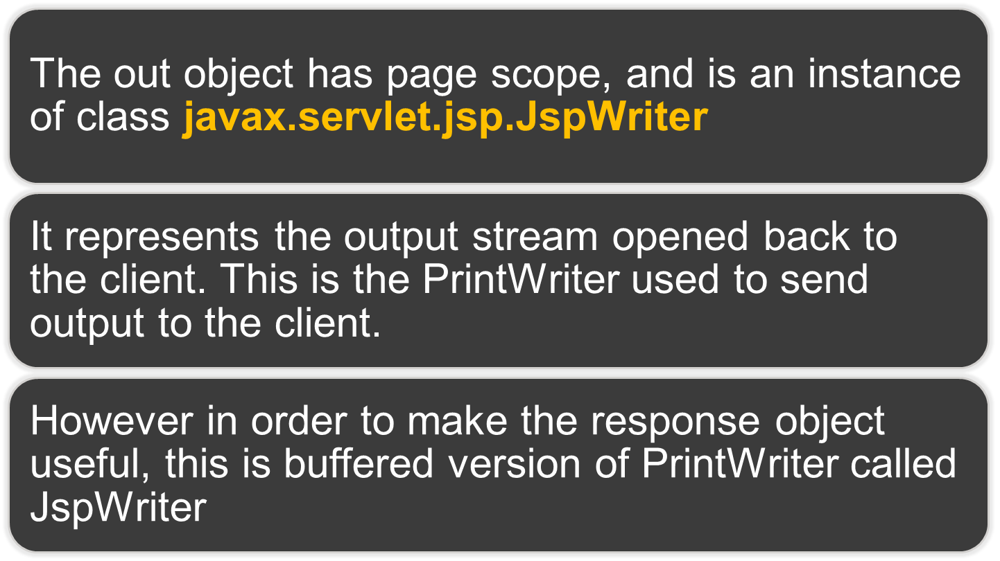 The out object has page scope, and is an instance
of class javax.servlet.jsp.JspWriter
It represents the output stream opened back to
the client. This is the PrintWriter used to send
output to the client.
However in order to make the response object
useful, this is buffered version of PrintWriter called
JspWriter